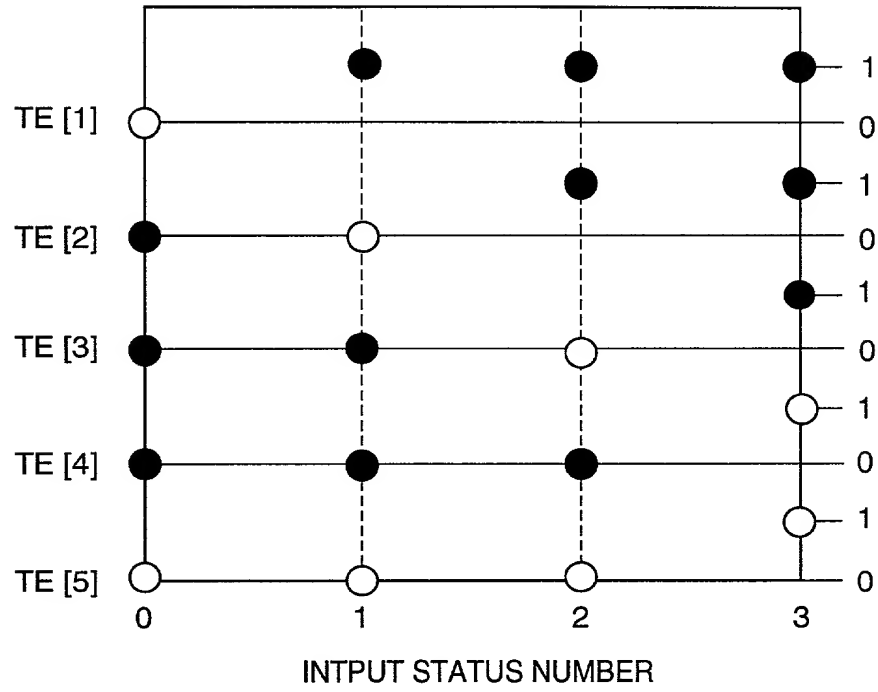 1
TE [1] 0
1
TE [2] 0
1
TE [3] 0
1
TE [4] 0
1
TE [5] 0
0 1 2 3
INTPUT STATUS NUMBER